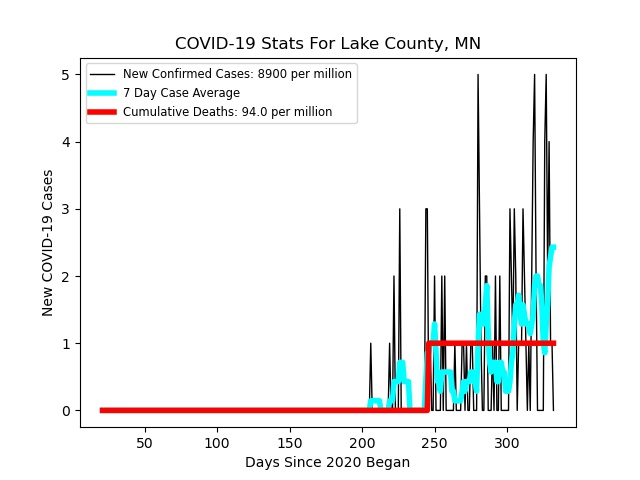 COVID-19 Stats For Lake County, MN
New Confirmed Cases: 8900 per million
7 Day Case Average
Cumulative Deaths: 94.0 per million
New COVID-19 Cases
5
4
3
2
1
0
50
100
150
200
250
300
Days Since 2020 Began